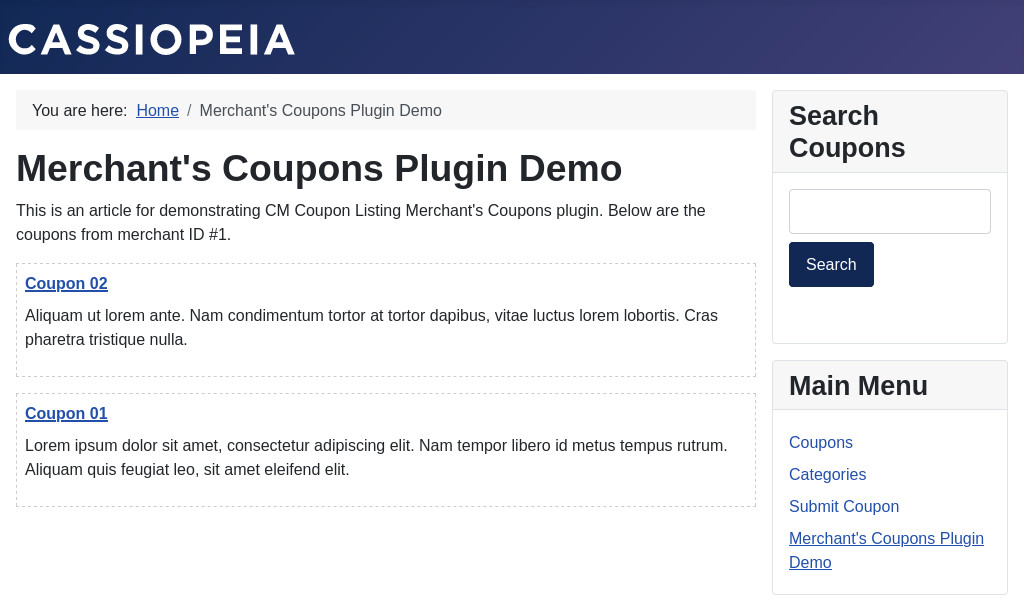 CASSIOPEIA
You are here: Home / Merchant's Coupons Plugin Demo
Merchant's Coupons Plugin Demo
This is an article for demonstrating CM Coupon Listing Merchant's Coupons plugin. Below are the
coupons from merchant ID #1.
Coupon 02
Aliquam ut lorem ante. Nam condimentum tortor at tortor dapibus, vitae luctus lorem lobortis. Cras
pharetra tristique nulla.
Coupon 01
Lorem ipsum dolor sit amet, consectetur adipiscing elit. Nam tempor libero id metus tempus rutrum.
Aliquam quis feugiat leo, sit amet eleifend elit.
Search
Coupons
Search
Main Menu
Coupons
Categories
Submit Coupon
Merchant's Coupons Plugin
Demo